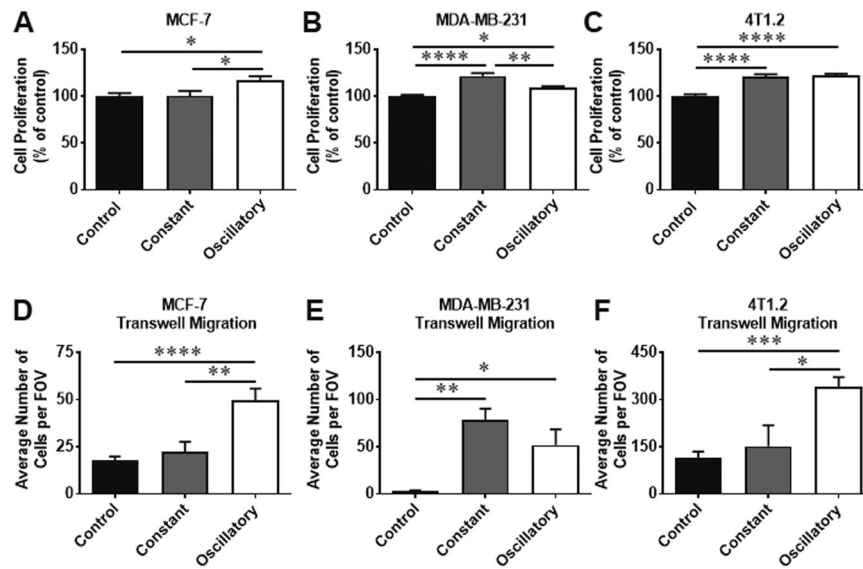 A
MCF-7
Cell Proliferation
(% of control)
150
100
50
0
*
*
Control
Constant
Oscillatory
B
MDA-MB-231
Cell Proliferation
(% of control)
150
100
50
0
*
****
**
Control
Constant
Oscillatory
C
4T1.2
Cell Proliferation
(% of control)
150
100
50
0
****
****
Control
Constant
Oscillatory
D
MCF-7
Transwell Migration
Average Number of
Cells per FOV
75
50
25
0
****
**
Control
Constant
Oscillatory
E
MDA-MB-231
Transwell Migration
Average Number of
Cells per FOV
150
100
50
0
*
**
Control
Constant
Oscillatory
F
4T1.2
Transwell Migration
Average Number of
Cells per FOV
450
300
150
0
***
*
Control
Constant
Oscillatory